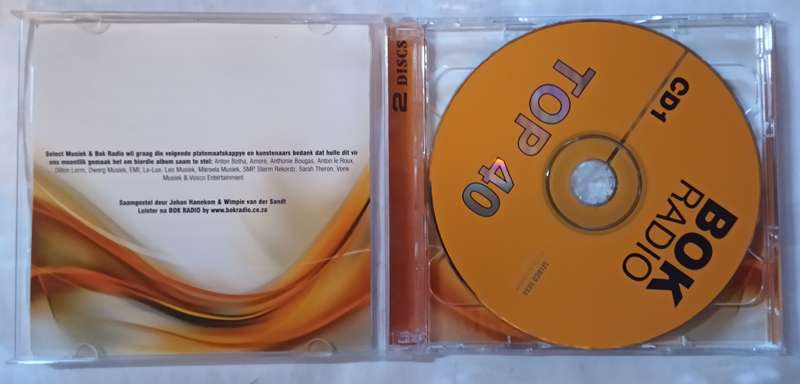 Select Musiek & Bok Radio wil graag die volgende platemaatskappye en kunstenaars bedank dat hulle dit vir
ons moontlik gemaak het om hierdie album saam te stel: Anton Botha, Amore, Anthonie Bougas, Anton le Roux,
Dillon Lerm, Dwerg Musiek, EMI, Le-Lue, Leo Musiek, Maroela Musiek, SMP, Storm Rekords, Sarah Theron, Vonk
Musiek & Vosco Entertainment
Saamgestel deur Johan Hanekom & Wimpie van der Sandt
Luister na BOK RADIO by www.bokradio.co.za
2 DISCS
TOP 40
CD1
BOK
RADIO